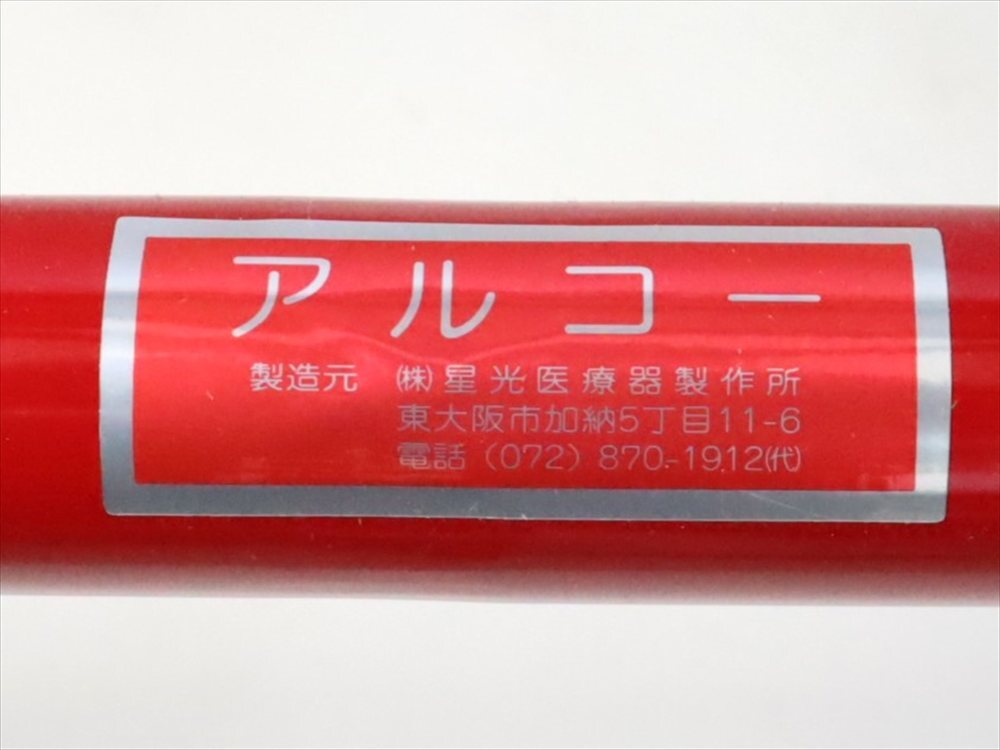 アルコー
製造元 ㈱星光医療器製作所
東大阪市加納5丁目11-6
電話(072)870-1912㈹